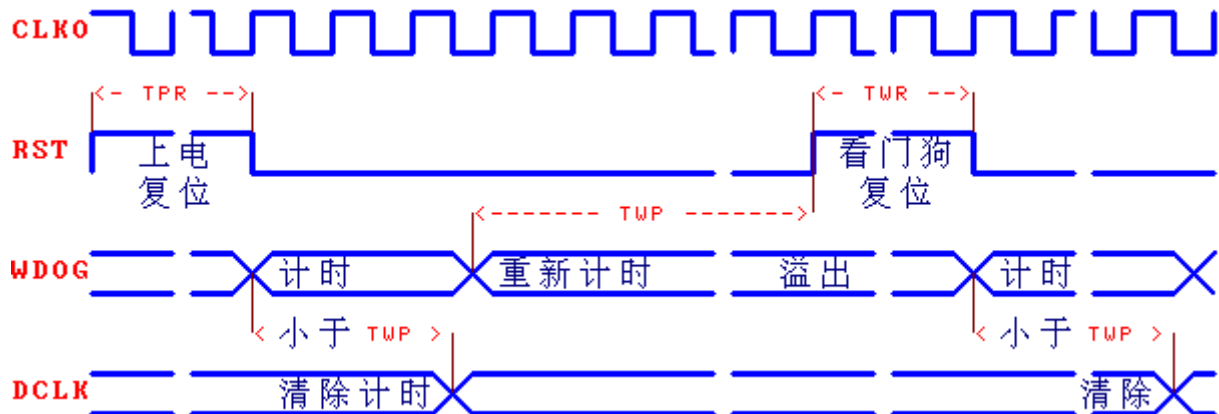 CLKO
<- TPR -->
<- TWR -->
RST
上电
复位
看门狗
复位
<------- TWP ------->
WDOG
计时
重新计时
溢出
计时
< 小于 TWP >
< 小于 TWP >
DCLK
清除计时
清除